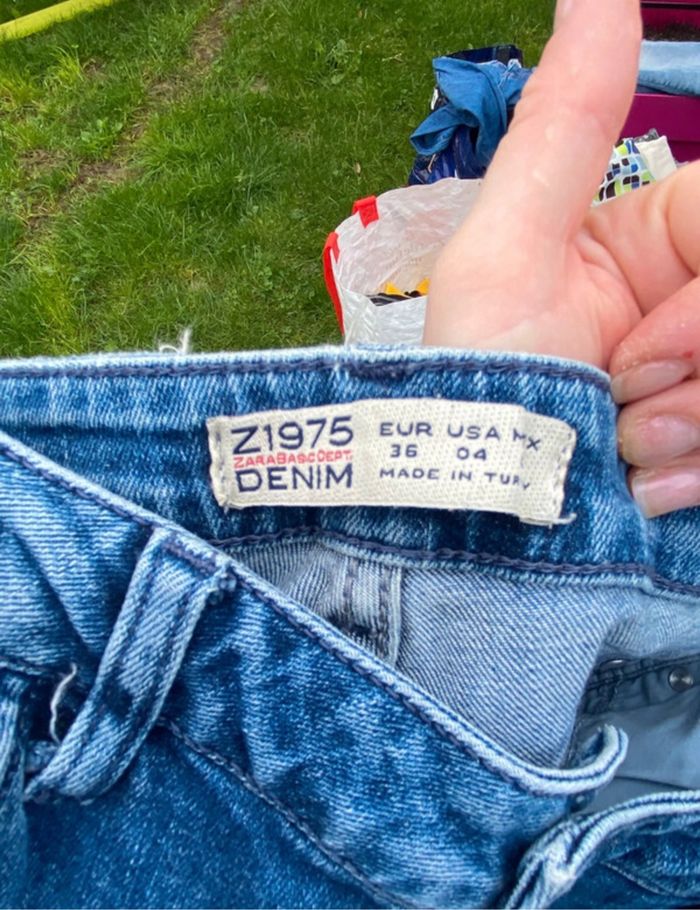 Z1975
ZARA BASIC DEPT.
DENIM
EUR USA MX
36 04
MADE IN